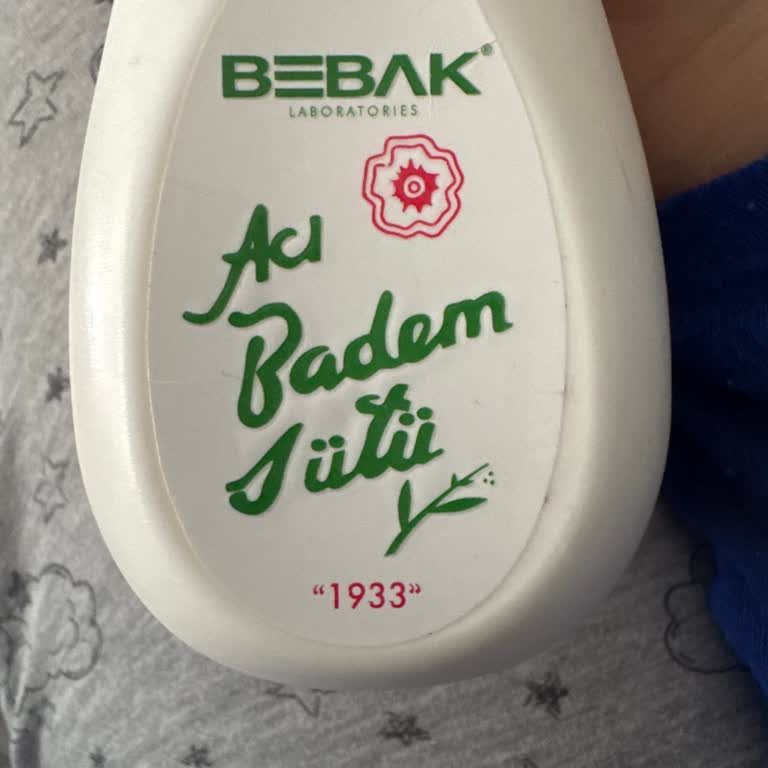 BEBAK®
LABORATORIES
Acı
Badem
sütü
“1933”